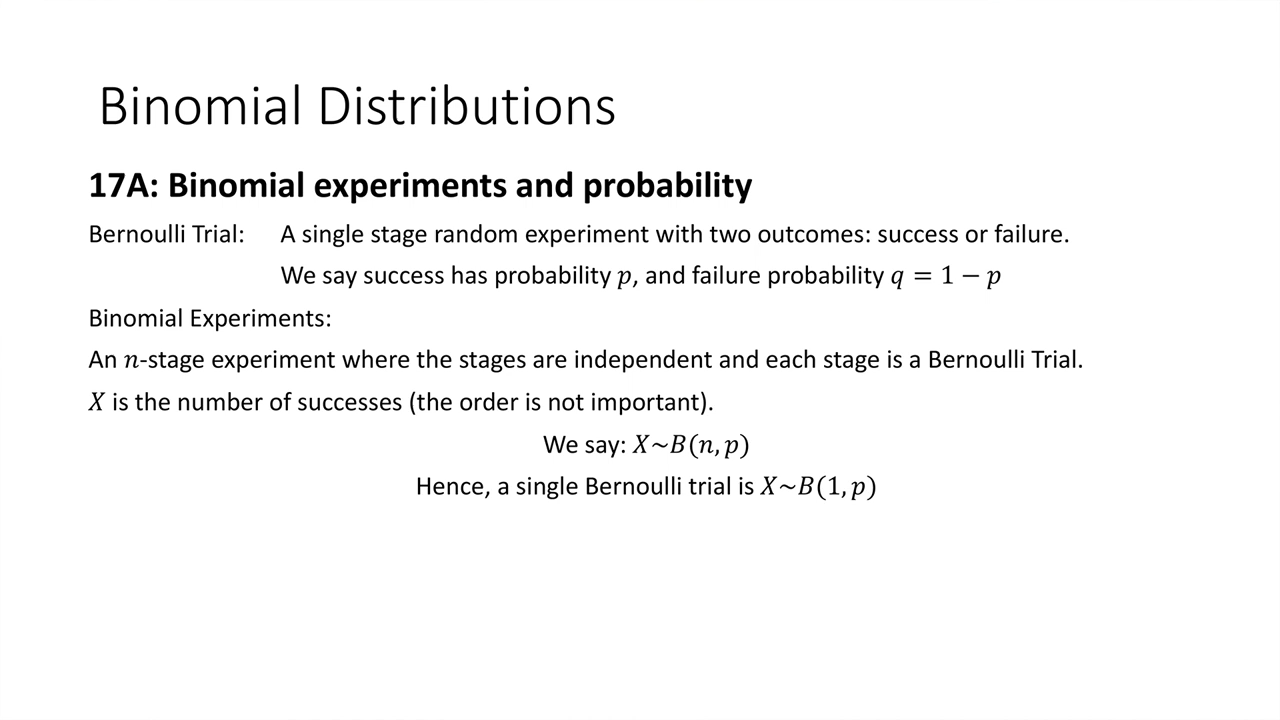 Binomial Distributions
17A: Binomial experiments and probability
Bernoulli Trial: A single stage random experiment with two outcomes: success or failure.
We say success has probability 𝑝, and failure probability 𝑞 = 1 − 𝑝
Binomial Experiments:
An 𝑛-stage experiment where the stages are independent and each stage is a Bernoulli Trial.
𝑋 is the number of successes (the order is not important).
We say: 𝑋~𝐵(𝑛, 𝑝)
Hence, a single Bernoulli trial is 𝑋~𝐵(1, 𝑝)